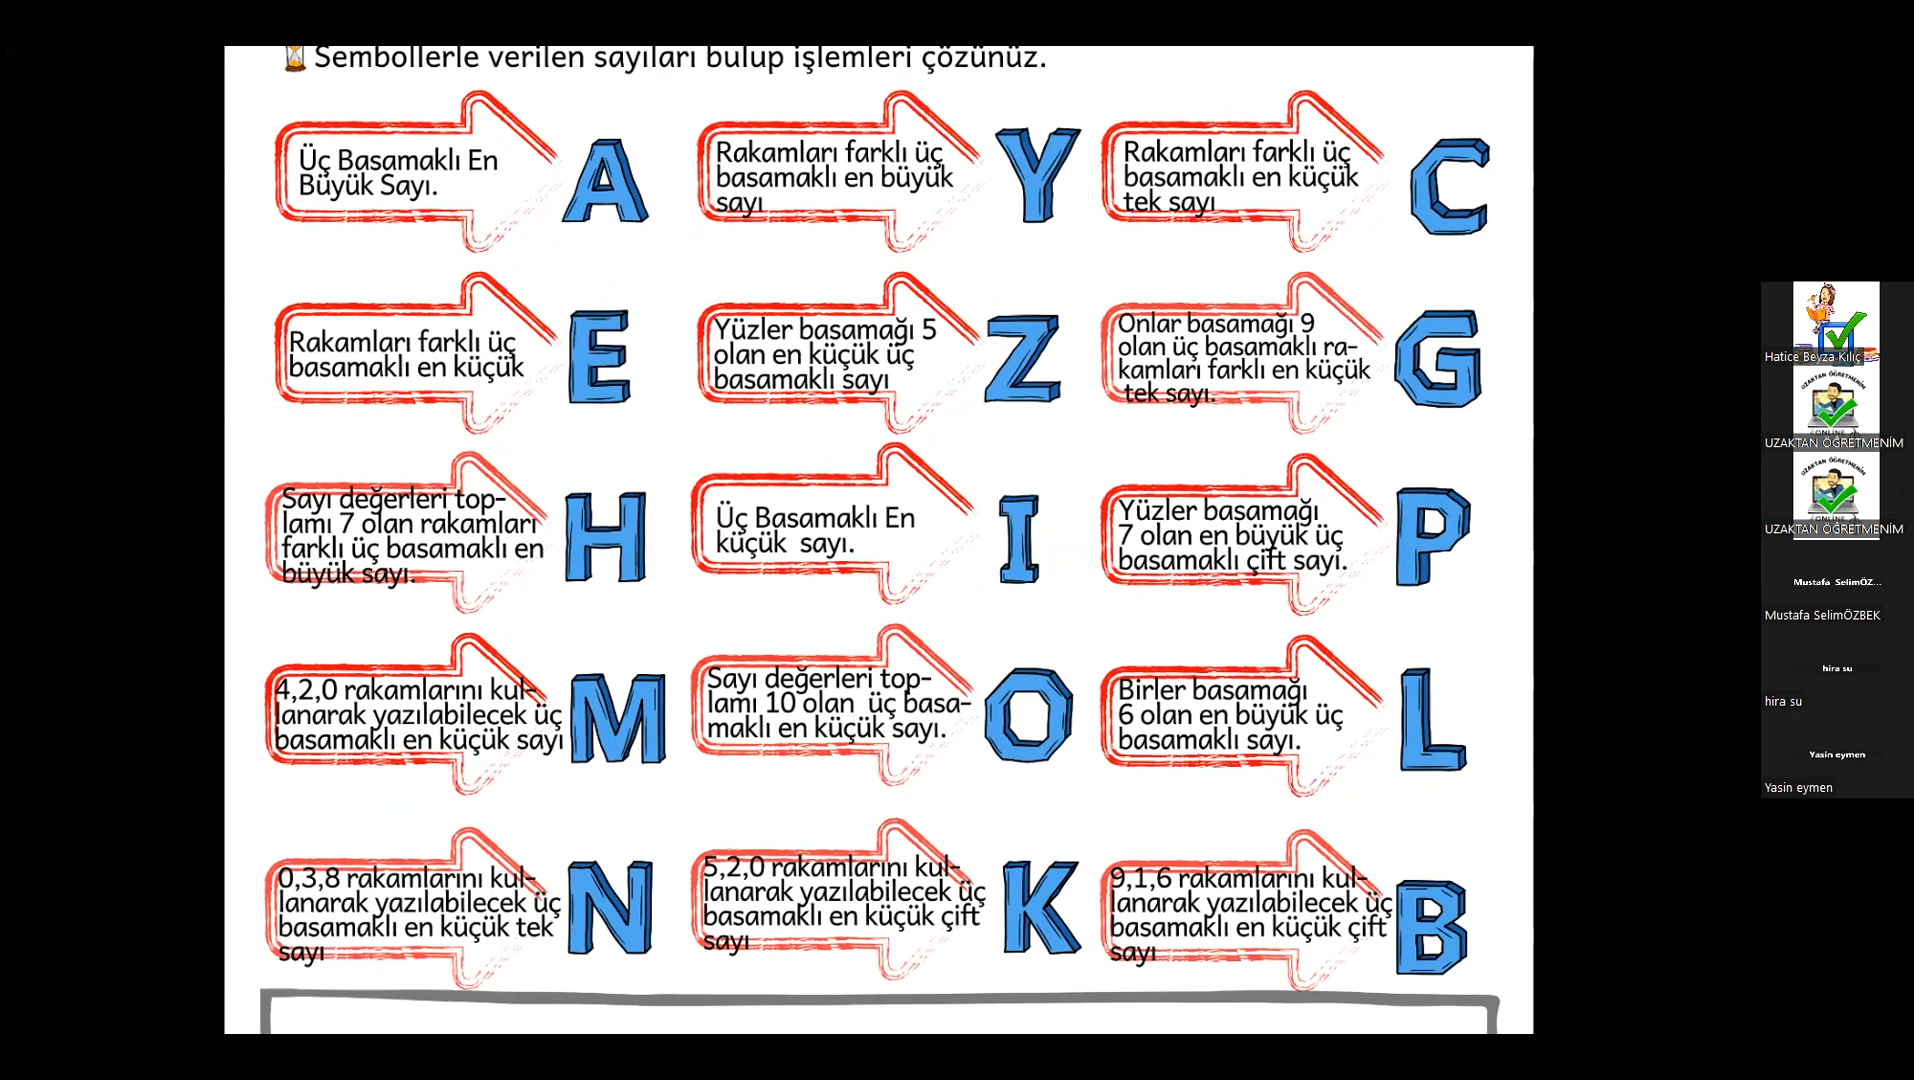 Sembollerle verilen sayıları bulup işlemleri çözünüz.
Üç Basamaklı En
Büyük Sayı.
A
Rakamları farklı üç
basamaklı en büyük
sayı
Y
Rakamları farklı üç
basamaklı en küçük
tek sayı
C
Rakamları farklı üç
basamaklı en küçük
E
Yüzler basamağı 5
olan en küçük üç
basamaklı sayı
Z
Onlar basamağı 9
olan üç basamaklı ra-
kamları farklı en küçük
tek sayı.
G
Sayı değerleri top-
lamı 7 olan rakamları
farklı üç basamaklı en
büyük sayı.
H
Üç Basamaklı En
küçük sayı.
I
Yüzler basamağı
7 olan en büyük üç
basamaklı çift sayı.
P
4,2,0 rakamlarını kul-
lanarak yazılabilecek üç
basamaklı en küçük sayı
M
Sayı değerleri top-
lamı 10 olan üç basa-
maklı en küçük sayı.
O
Birler basamağı
6 olan en büyük üç
basamaklı sayı.
L
0,3,8 rakamlarını kul-
lanarak yazılabilecek üç
basamaklı en küçük tek
sayı
N
5,2,0 rakamlarını kul-
lanarak yazılabilecek üç
basamaklı en küçük çift
sayı
K
9,1,6 rakamlarını kul-
lanarak yazılabilecek üç
basamaklı en küçük çift
sayı
B
Hatice Beyza Kılıç
UZAKTAN ÖĞRETMENİM
ONLINE
UZAKTAN ÖĞRETMENİM
UZAKTAN ÖĞRETMENİM
UZAKTAN ÖĞRETMENİM
Mustafa SelimÖZ...
Mustafa SelimÖZBEK
hira su
hira su
Yasin eymen
Yasin eymen